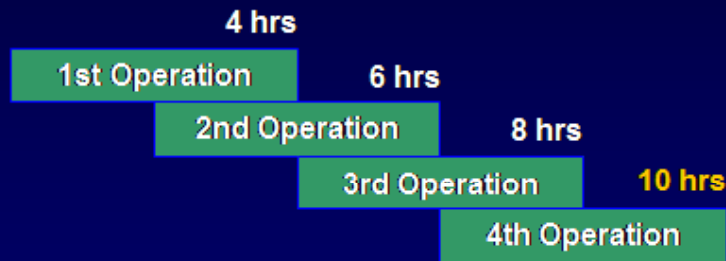 4 hrs
1st Operation
6 hrs
2nd Operation
8 hrs
3rd Operation
10 hrs
4th Operation